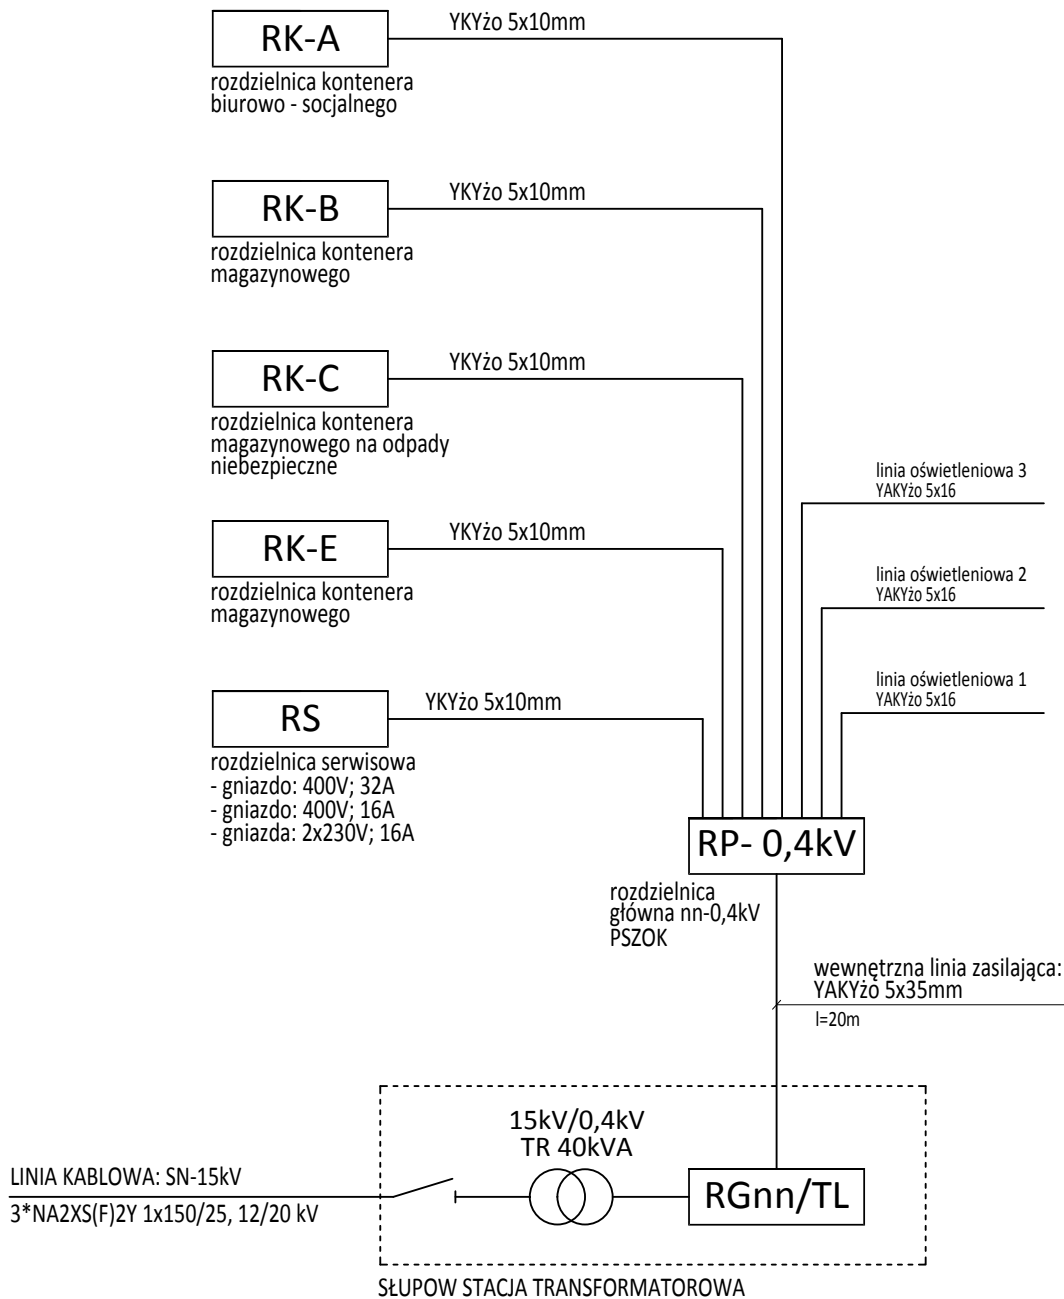 RK-A
YKYżo 5x10mm
rozdzielnica kontenera
biurowo - socjalnego
RK-B
YKYżo 5x10mm
rozdzielnica kontenera
magazynowego
RK-C
YKYżo 5x10mm
rozdzielnica kontenera
magazynowego na odpady
niebezpieczne
linia oświetleniowa 3
YAKYżo 5x16
RK-E
YKYżo 5x10mm
rozdzielnica kontenera
magazynowego
linia oświetleniowa 2
YAKYżo 5x16
linia oświetleniowa 1
YAKYżo 5x16
RS
YKYżo 5x10mm
rozdzielnica serwisowa
- gniazdo: 400V; 32A
- gniazdo: 400V; 16A
- gniazda: 2x230V; 16A
RP- 0,4kV
rozdzielnica
główna nn-0,4kV
PSZOK
wewnętrzna linia zasilająca:
YAKYżo 5x35mm
l=20m
15kV/0,4kV
TR 40kVA
RGnn/TL
LINIA KABLOWA: SN-15kV
3*NA2XS(F)2Y 1x150/25, 12/20 kV
SŁUPOW STACJA TRANSFORMATOROWA